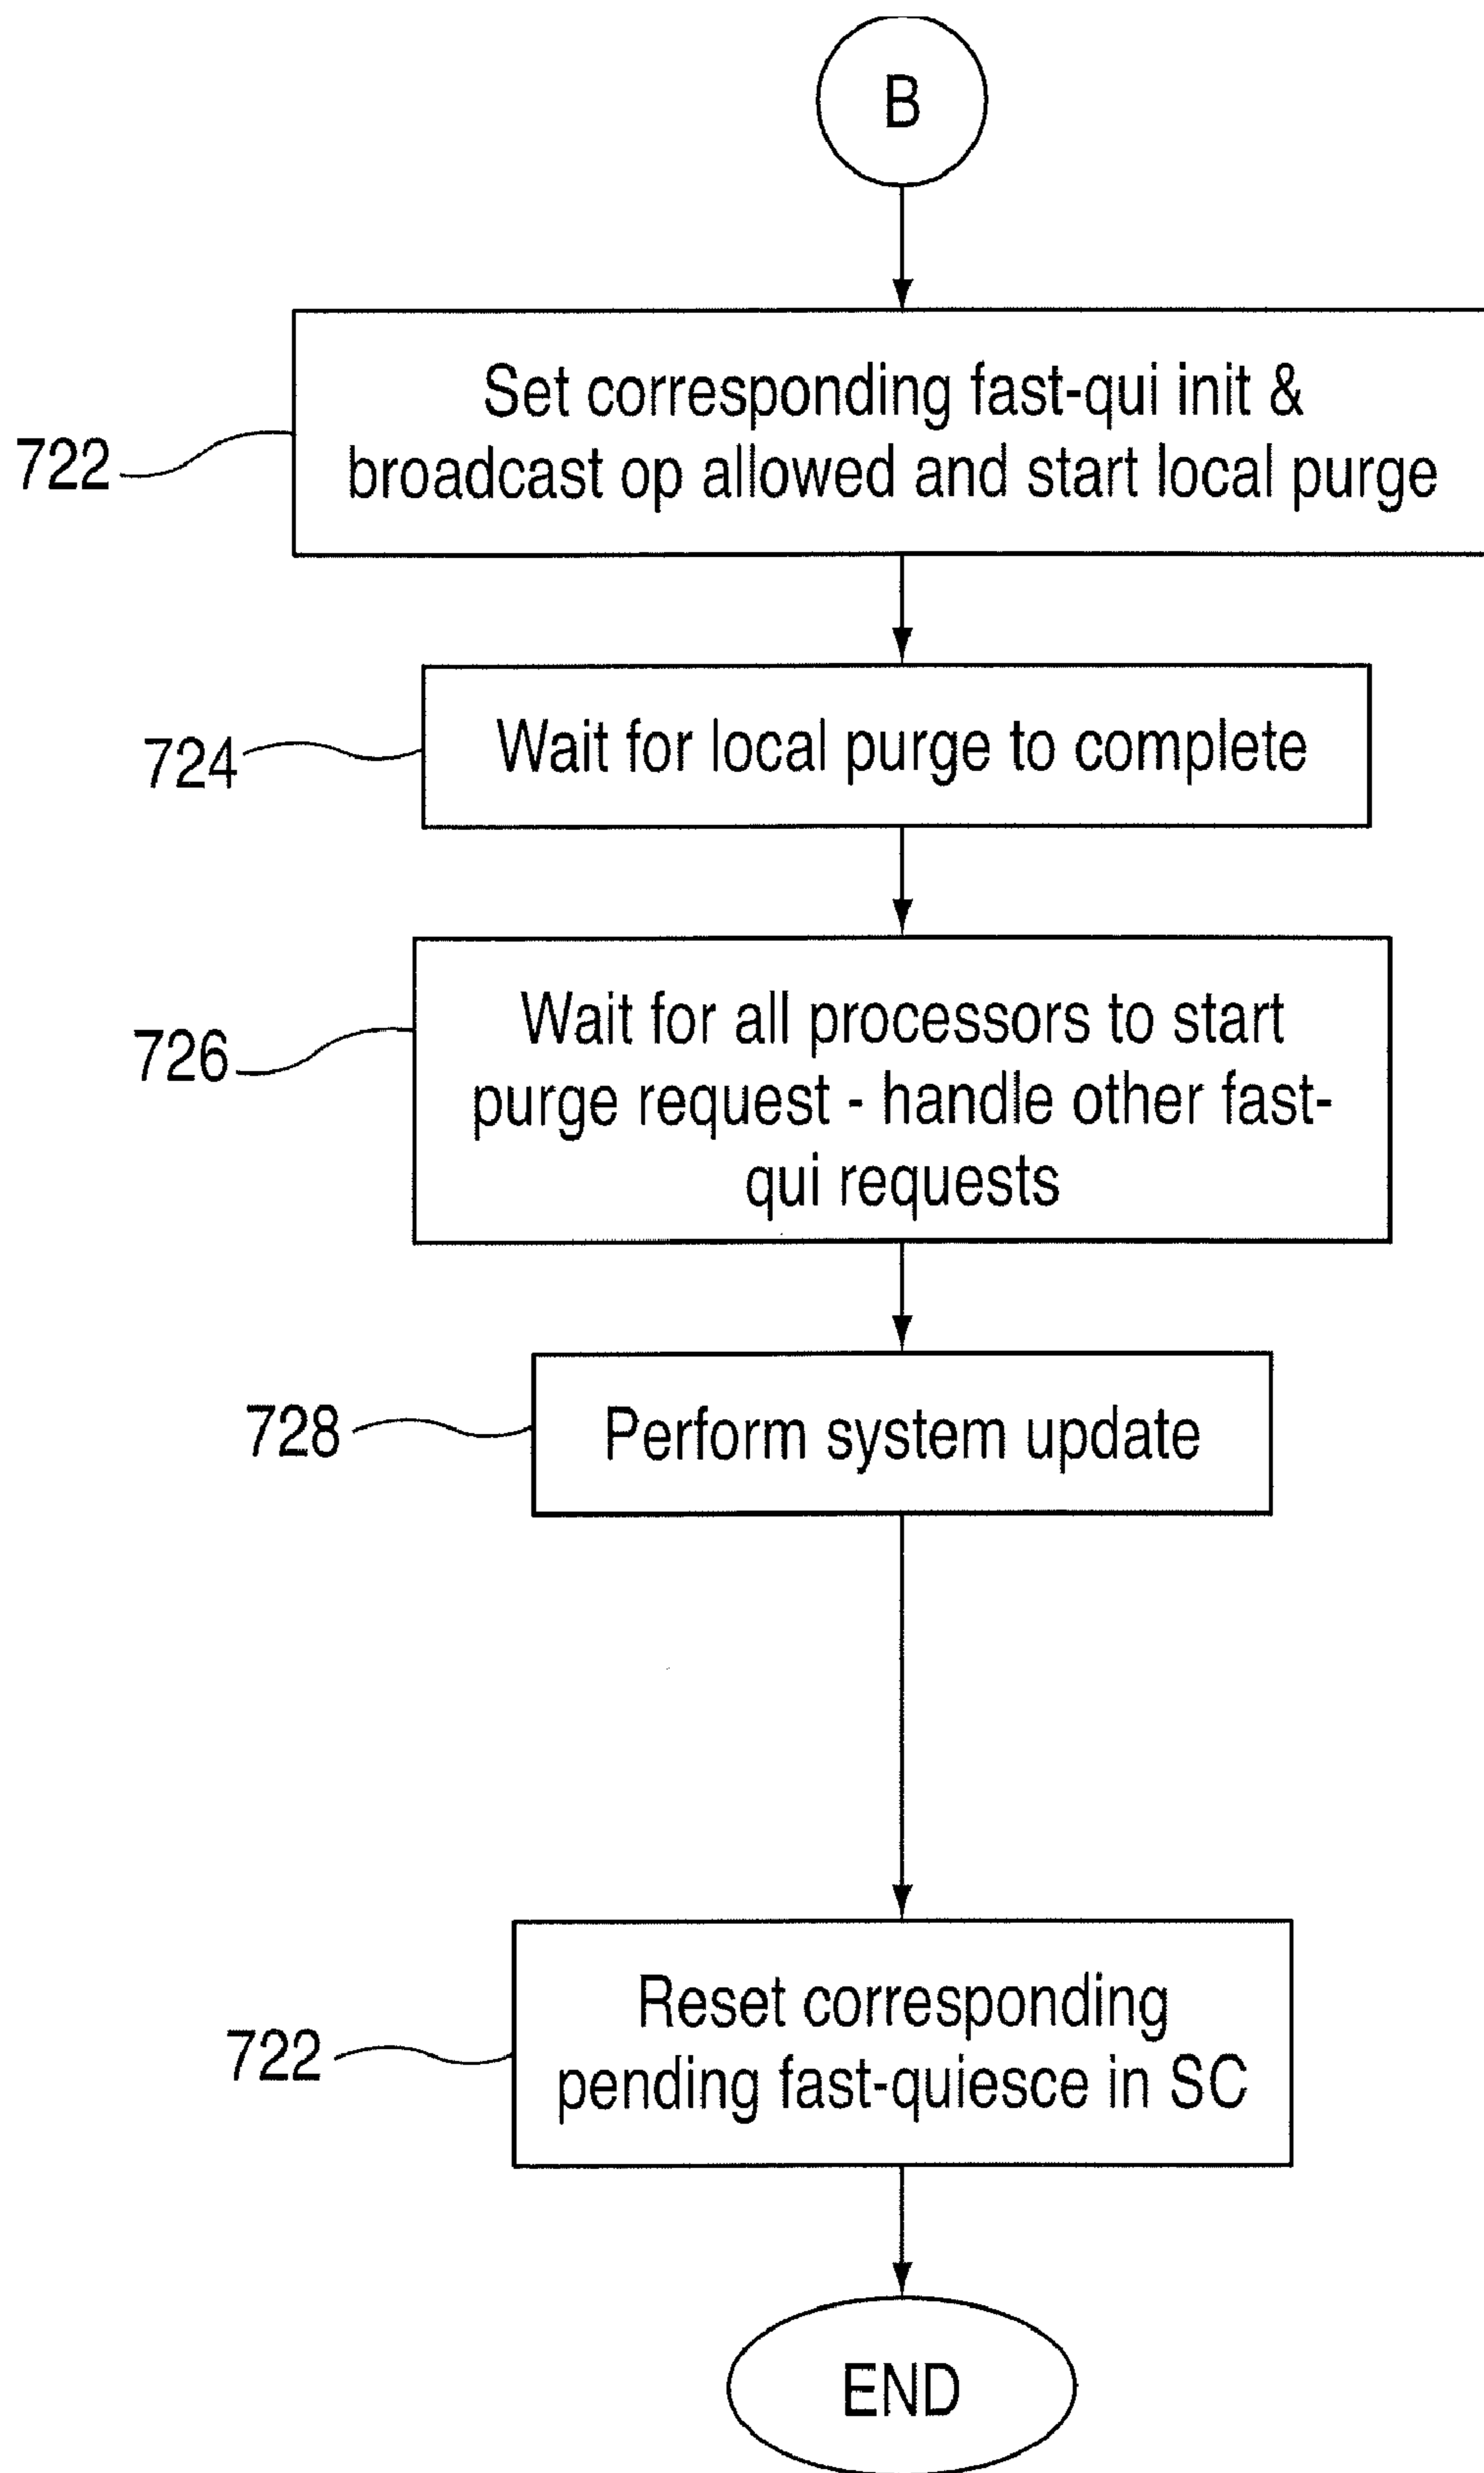 B
Set corresponding fast-qui init &
broadcast op allowed and start local purge
722
Wait for local purge to complete
724
Wait for all processors to start
purge request - handle other fast-
qui requests
726
Perform system update
728
Reset corresponding
pending fast-quiesce in SC
722
END